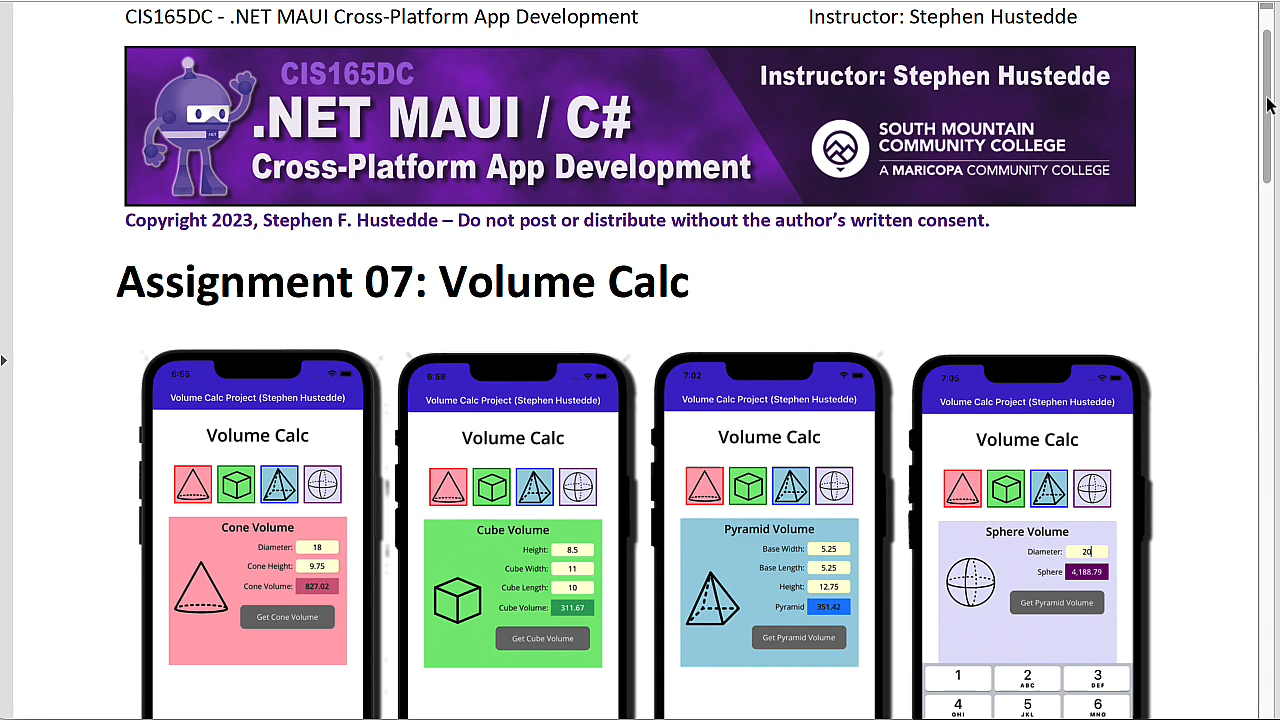 CIS165DC - .NET MAUI Cross-Platform App Development Instructor: Stephen Hustedde
CIS165DC
.NET MAUI / C#
Cross-Platform App Development
.NET
Instructor: Stephen Hustedde
SOUTH MOUNTAIN
COMMUNITY COLLEGE
A MARICOPA COMMUNITY COLLEGE
Copyright 2023, Stephen F. Hustedde – Do not post or distribute without the author's written consent.
Assignment 07: Volume Calc
6:55
Volume Calc Project (Stephen Hustedde)
Volume Calc
Cone Volume
Diameter: 18
Cone Height: 9.75
Cone Volume: 827.02
Get Cone Volume
6:58
Volume Calc Project (Stephen Hustedde)
Volume Calc
Cube Volume
Height: 8.5
Cube Width: 11
Cube Length: 10
Cube Volume: 311.67
Get Cube Volume
7:02
Volume Calc Project (Stephen Hustedde)
Volume Calc
Pyramid Volume
Base Width: 5.25
Base Length: 5.25
Height: 12.75
Pyramid 351.42
Get Pyramid Volume
7:05
Volume Calc Project (Stephen Hustedde)
Volume Calc
Sphere Volume
Diameter: 20
Sphere 4,188.79
Get Pyramid Volume
1 2 3
ABC DEF
4 5 6
GHI JKL MNO